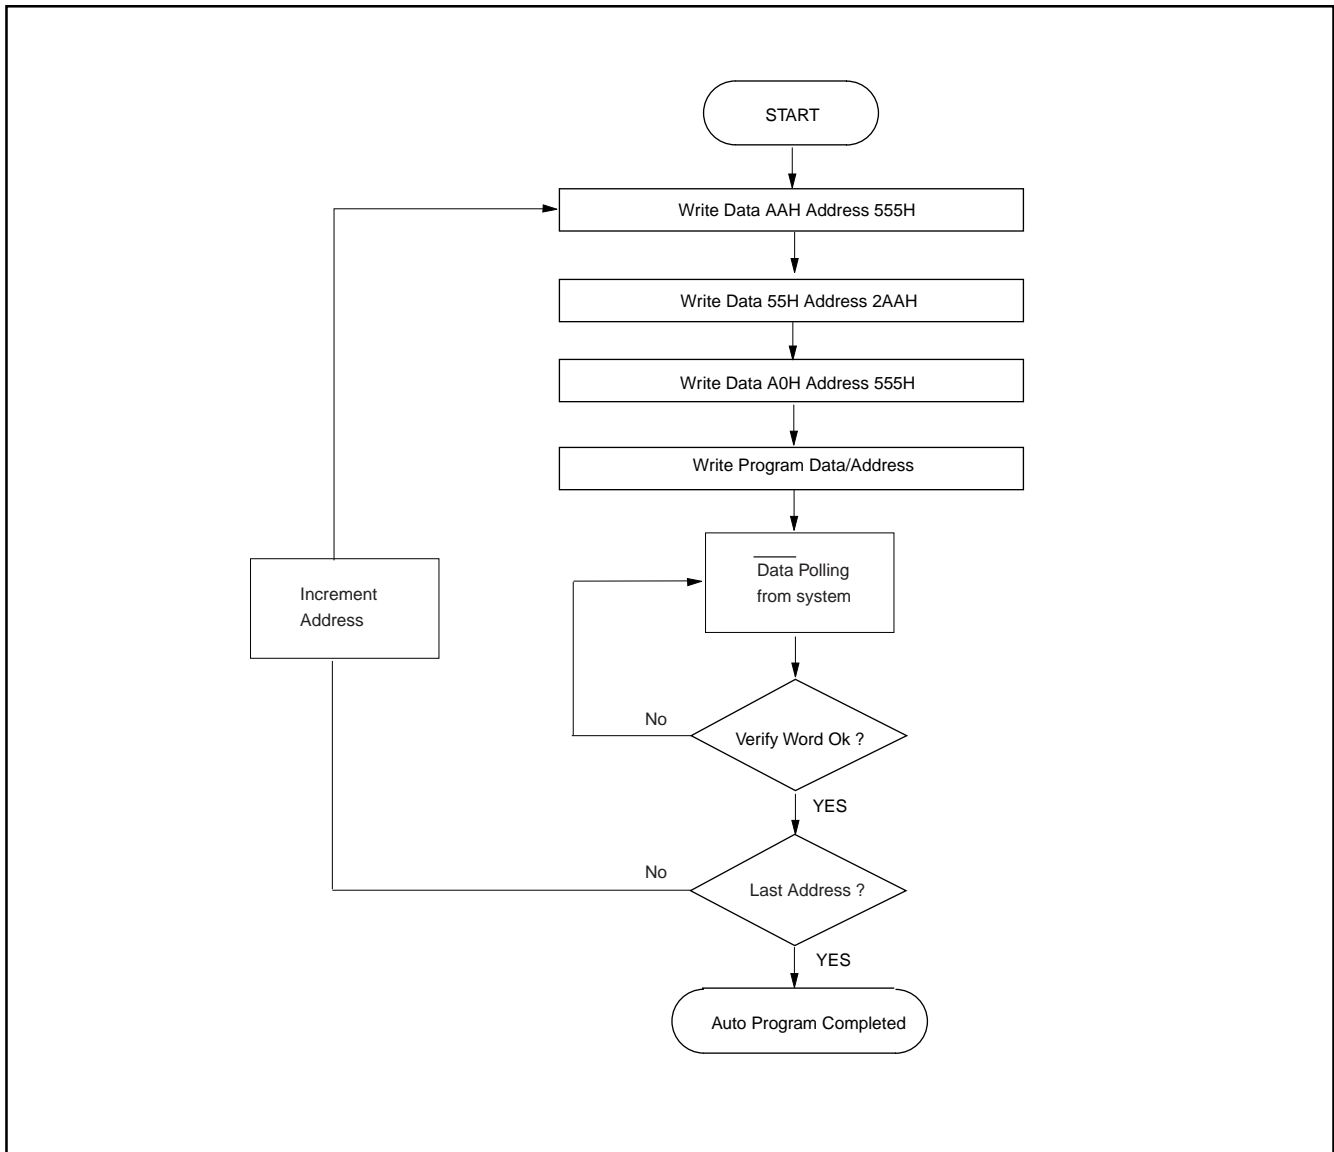 START
Write Data AAH Address 555H
Write Data 55H Address 2AAH
Write Data A0H Address 555H
Write Program Data/Address
Data Polling
from system
Increment
Address
No
Verify Word Ok ?
YES
No
Last Address ?
YES
Auto Program Completed